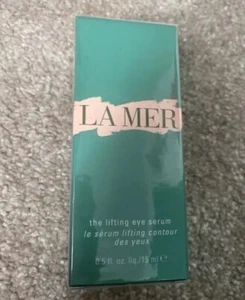 LA MER
the lifting eye serum
le sérum lifting contour
des yeux
0.5 fl. oz. liq./15 ml ℮